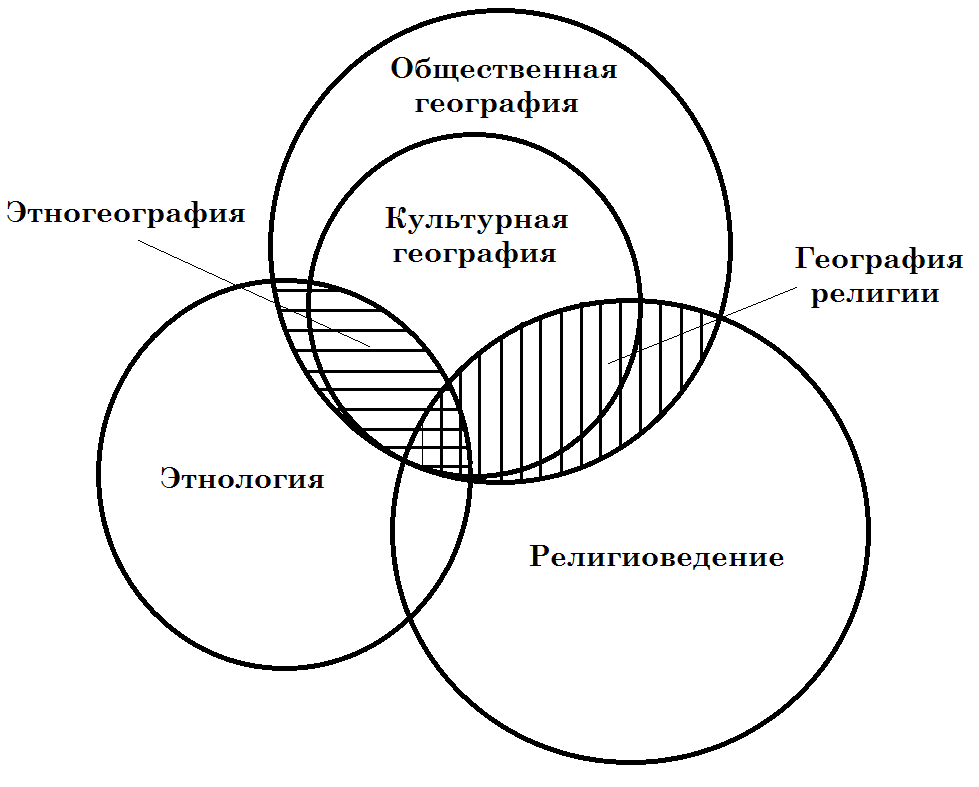 Общественная
география
Этногеография
Культурная
география
География
религии
Этнология
Религиоведение